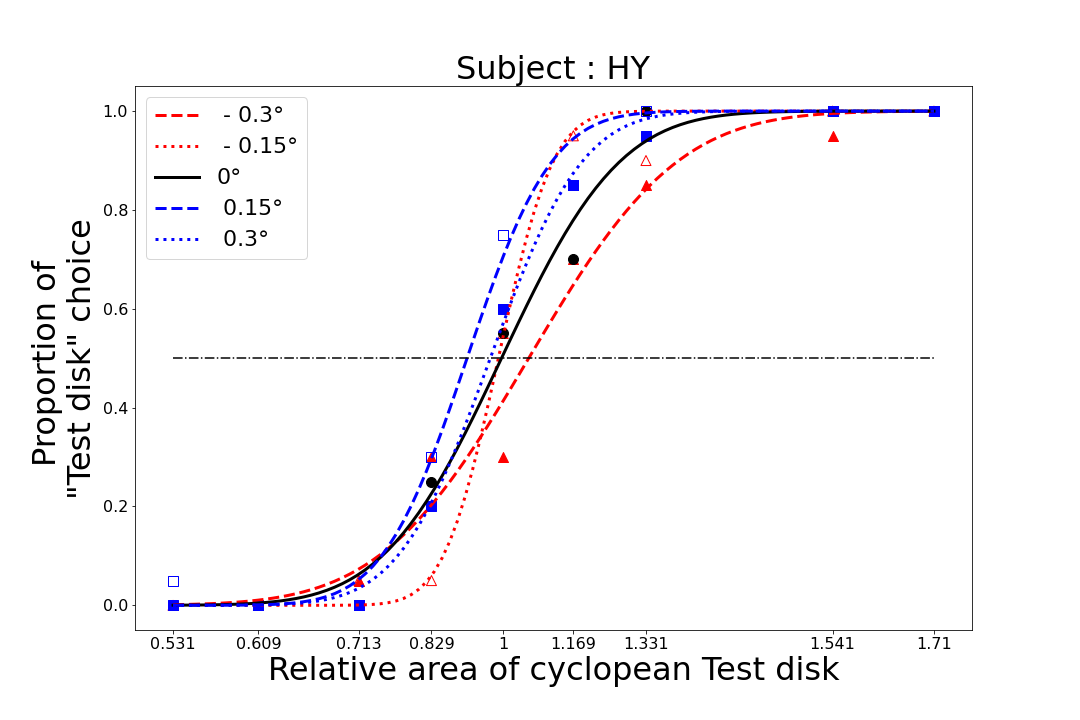 Subject : HY
- 0.3°
- 0.15°
0°
0.15°
0.3°
Proportion of
"Test disk" choice
1.0
0.8
0.6
0.4
0.2
0.0
0.531 0.609 0.713 0.829 1 1.169 1.331 1.541 1.71
Relative area of cyclopean Test disk